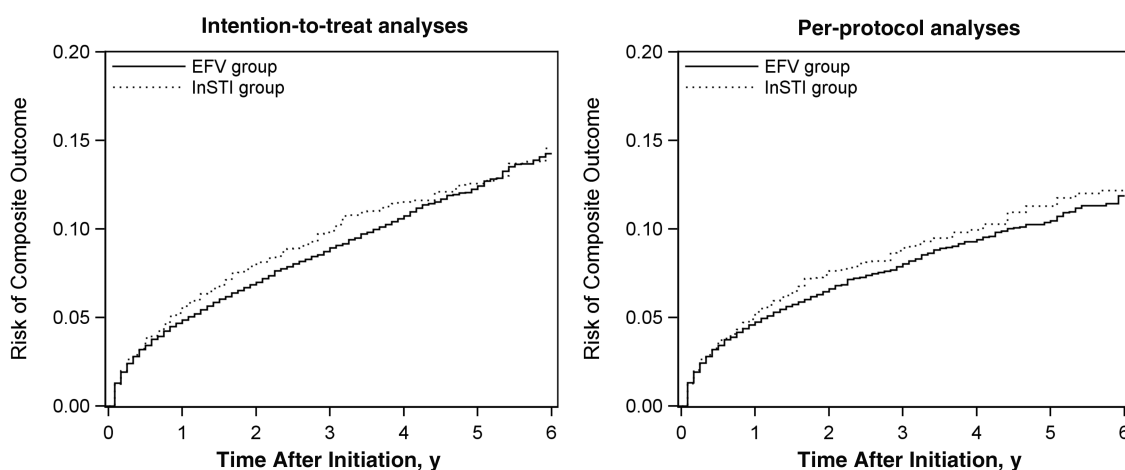 Intention-to-treat analyses
0.20
EFV group
InSTI group
0.15
0.10
0.05
0.00
Risk of Composite Outcome
0 1 2 3 4 5 6
Time After Initiation, y
Per-protocol analyses
0.20
EFV group
InSTI group
0.15
0.10
0.05
0.00
Risk of Composite Outcome
0 1 2 3 4 5 6
Time After Initiation, y